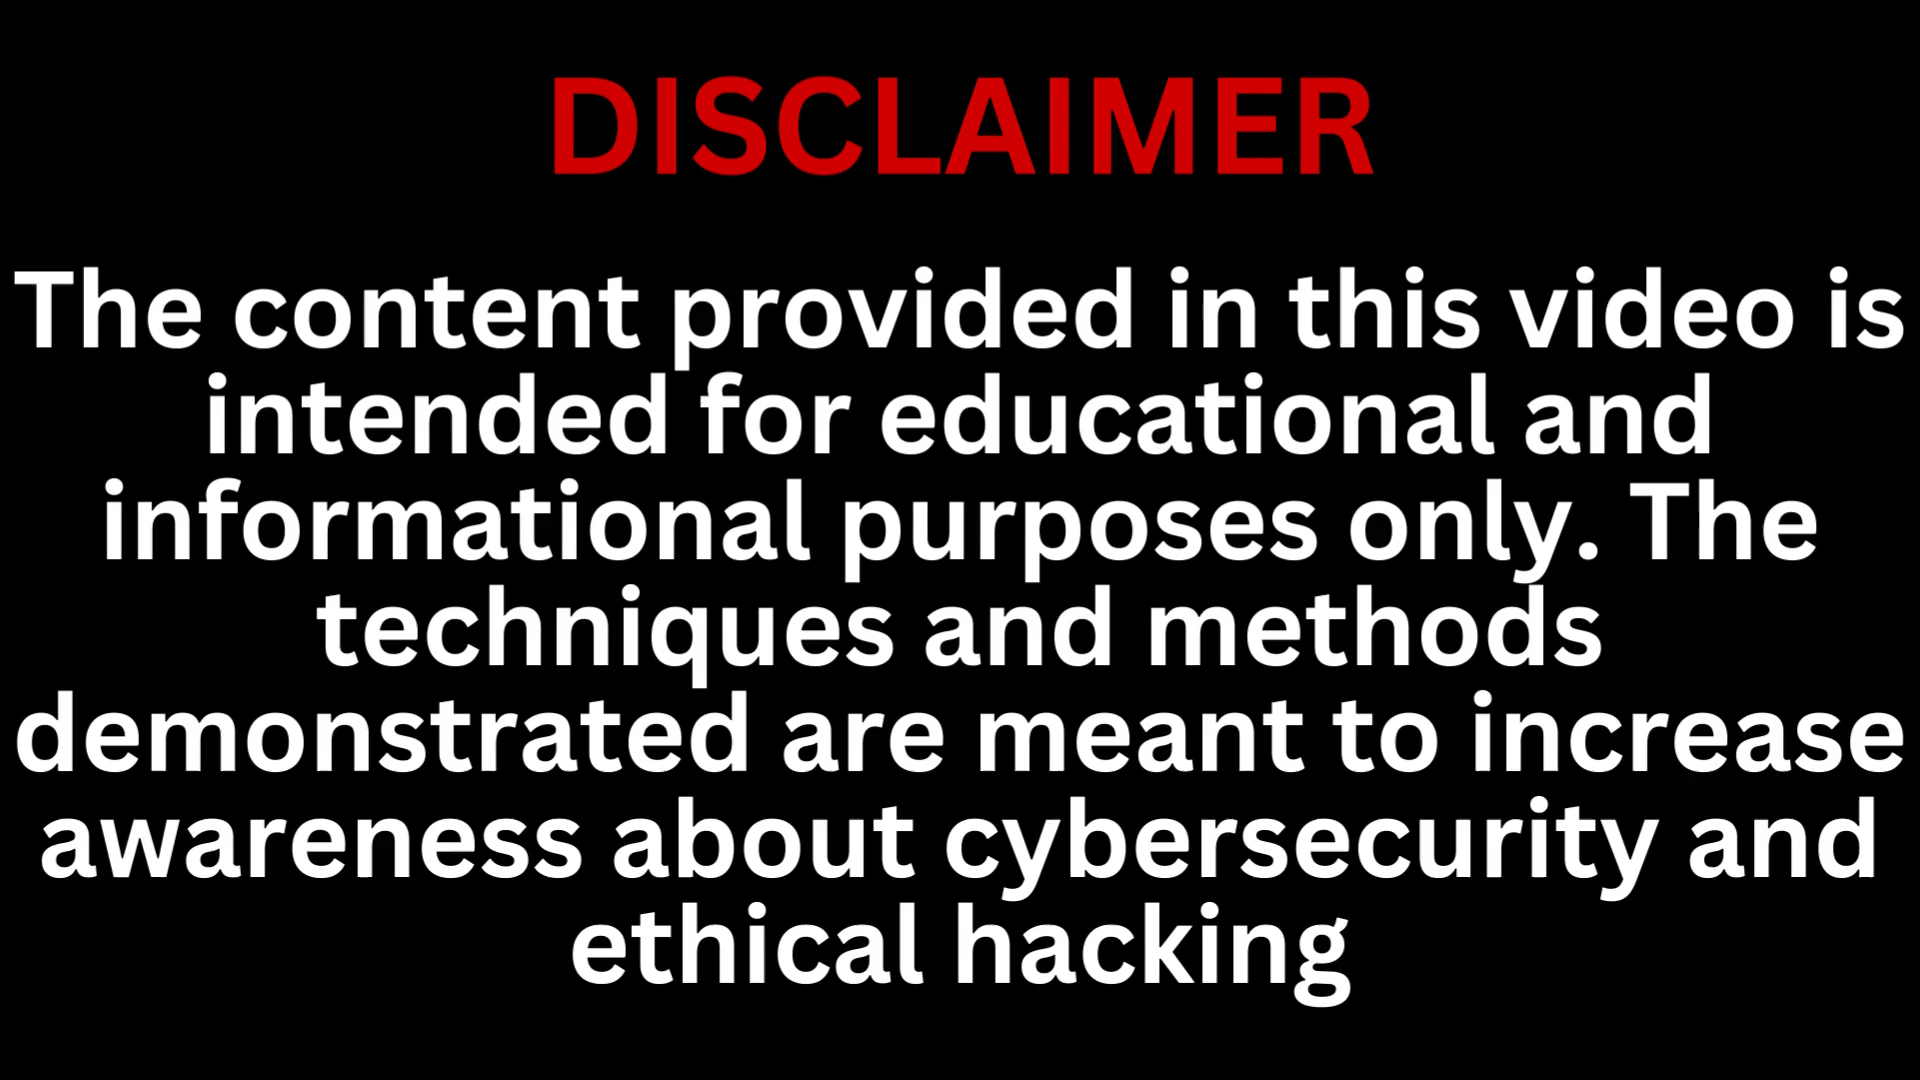 DISCLAIMER
The content provided in this video is
intended for educational and
informational purposes only. The
techniques and methods
demonstrated are meant to increase
awareness about cybersecurity and
ethical hacking